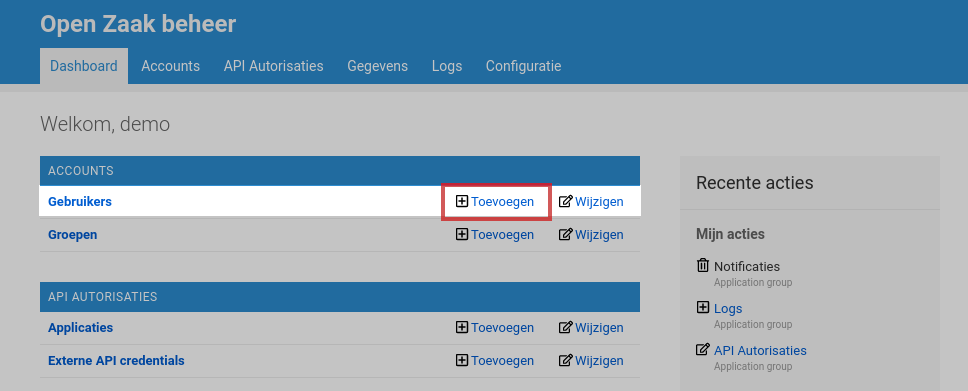 Open Zaak beheer
Dashboard Accounts API Autorisaties Gegevens Logs Configuratie
Welkom, demo
ACCOUNTS
Gebruikers Toevoegen Wijzigen
Groepen Toevoegen Wijzigen
API AUTORISATIES
Applicaties Toevoegen Wijzigen
Externe API credentials Toevoegen Wijzigen
Recente acties
Mijn acties
Notificaties
Application group
Logs
Application group
API Autorisaties
Application group